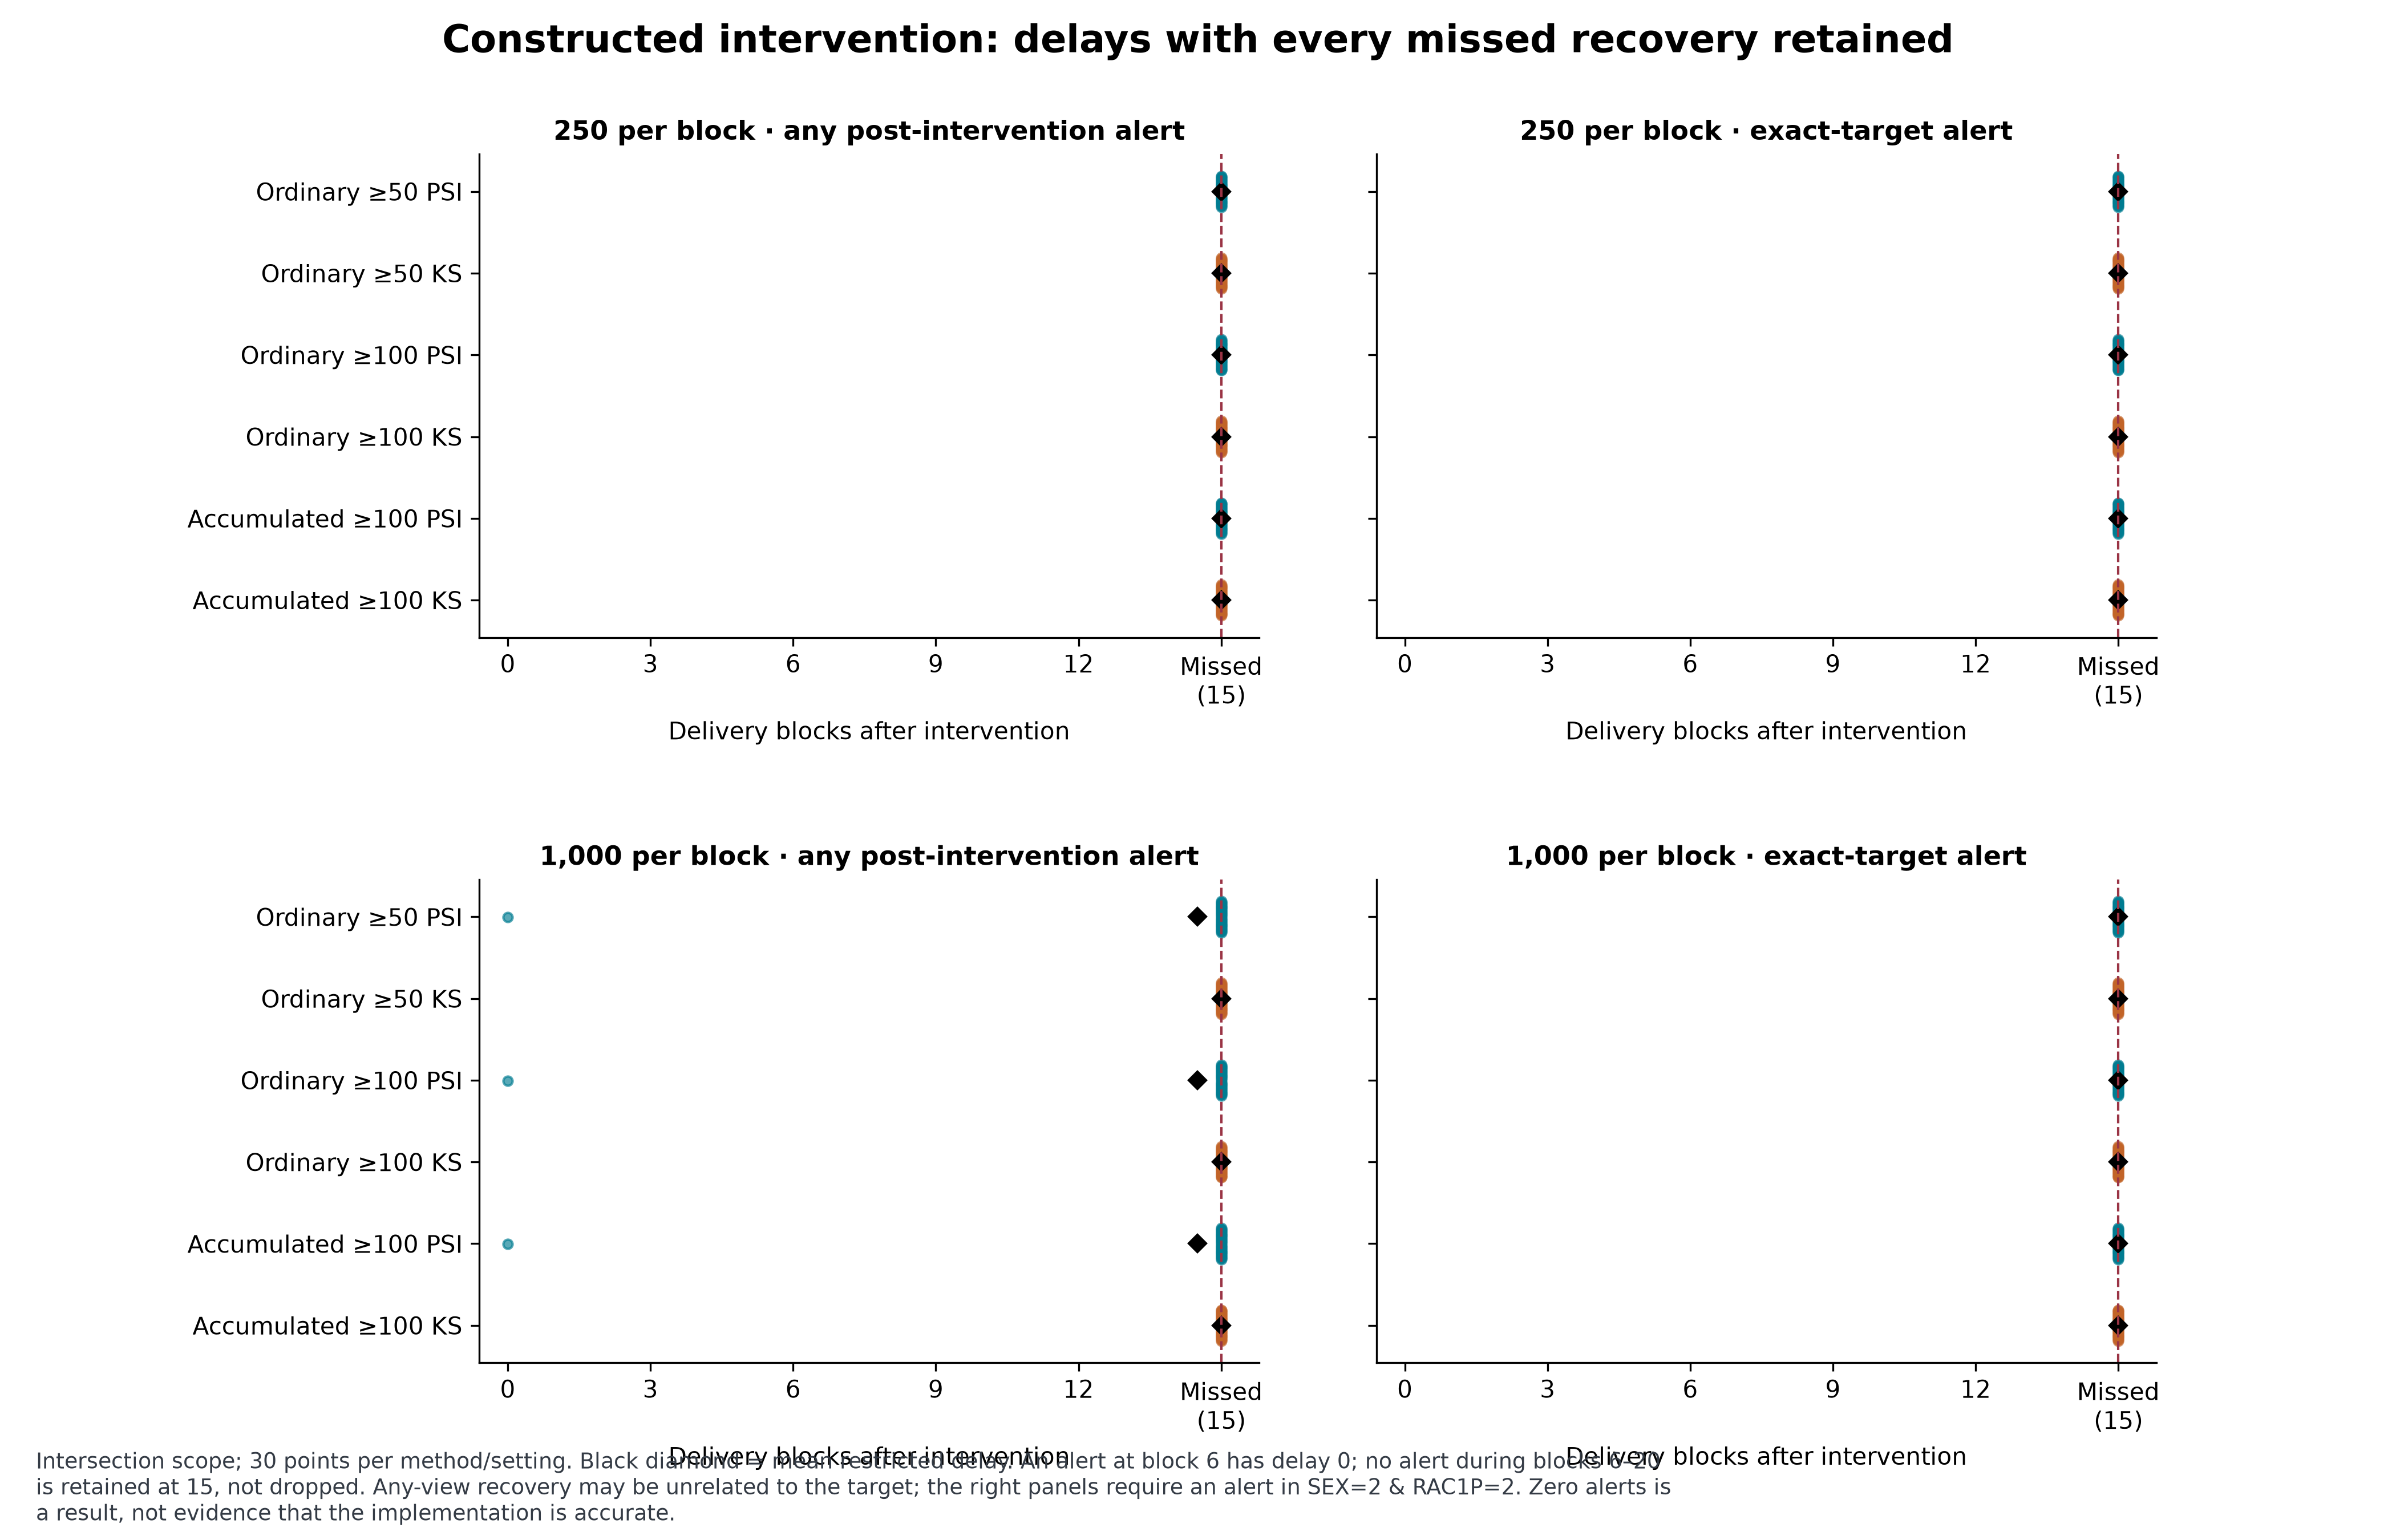 Constructed intervention: delays with every missed recovery retained
250 per block · any post-intervention alert
Ordinary ≥50 PSI
Ordinary ≥50 KS
Ordinary ≥100 PSI
Ordinary ≥100 KS
Accumulated ≥100 PSI
Accumulated ≥100 KS
0 3 6 9 12 Missed
(15)
Delivery blocks after intervention
250 per block · exact-target alert
0 3 6 9 12 Missed
(15)
Delivery blocks after intervention
1,000 per block · any post-intervention alert
Ordinary ≥50 PSI
Ordinary ≥50 KS
Ordinary ≥100 PSI
Ordinary ≥100 KS
Accumulated ≥100 PSI
Accumulated ≥100 KS
0 3 6 9 12 Missed
(15)
Delivery blocks after intervention
1,000 per block · exact-target alert
0 3 6 9 12 Missed
(15)
Delivery blocks after intervention
Intersection scope; 30 points per method/setting. Black diamond = mean restricted delay. An alert at block 6 has delay 0; no alert during blocks 6–20
is retained at 15, not dropped. Any-view recovery may be unrelated to the target; the right panels require an alert in SEX=2 & RAC1P=2. Zero alerts is
a result, not evidence that the implementation is accurate.